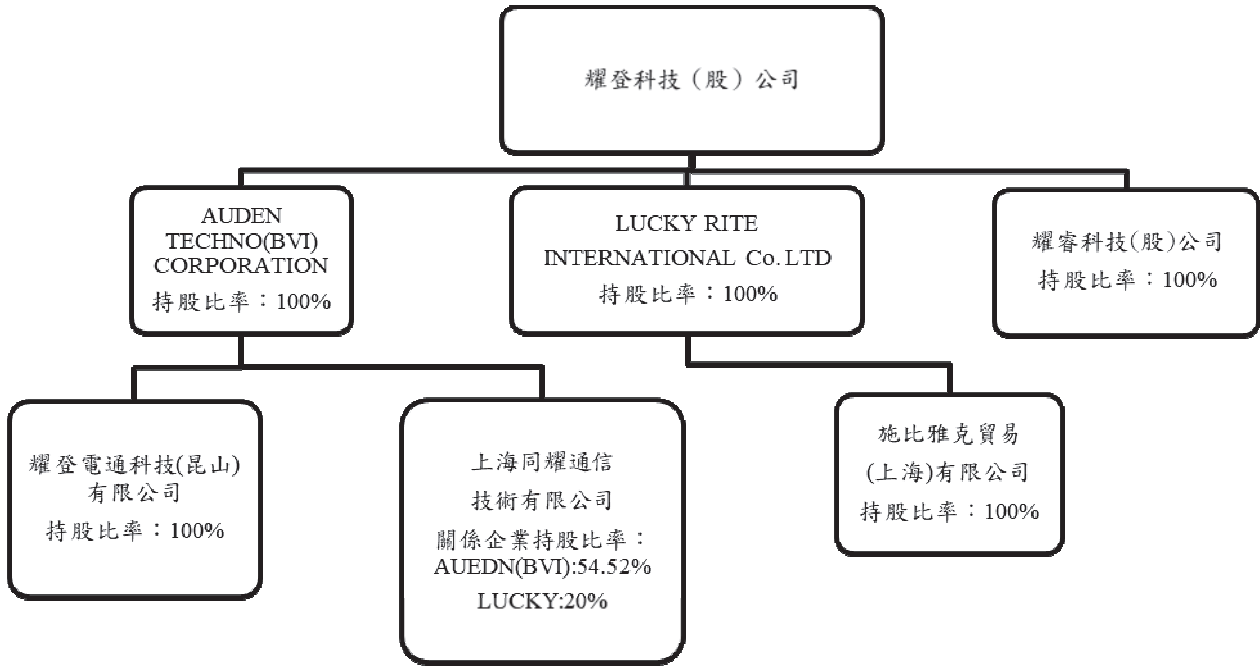 耀登科技（股）公司
AUDEN
TECHNO(BVI)
CORPORATION
持股比率：100%
LUCKY RITE
INTERNATIONAL Co. LTD
持股比率：100%
耀睿科技(股)公司
持股比率：100%
耀登電通科技(昆山)
有限公司
持股比率：100%
上海同耀通信
技術有限公司
關係企業持股比率：
AUEDN(BVI):54.52%
LUCKY:20%
施比雅克貿易
(上海)有限公司
持股比率：100%